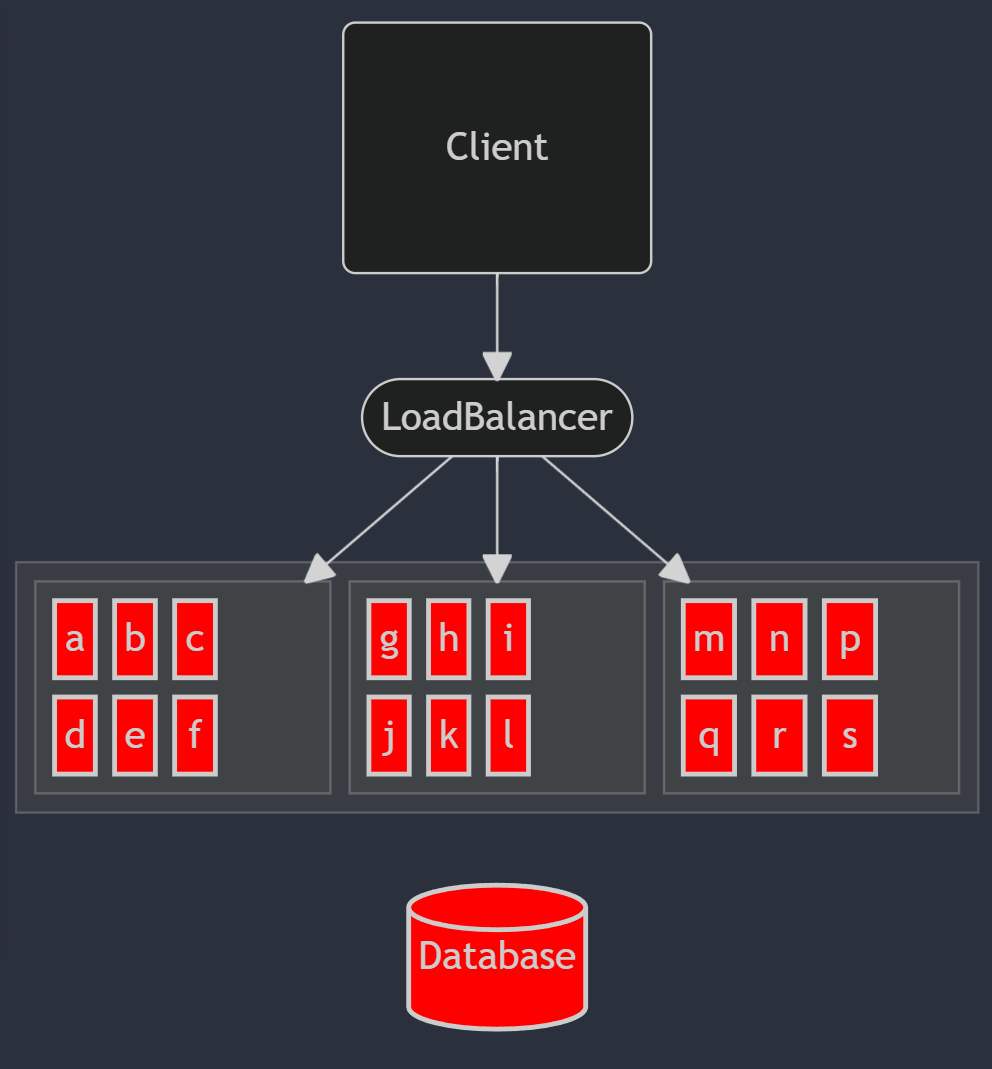 Client
LoadBalancer
a b c
d e f
g h i
j k l
m n p
q r s
Database